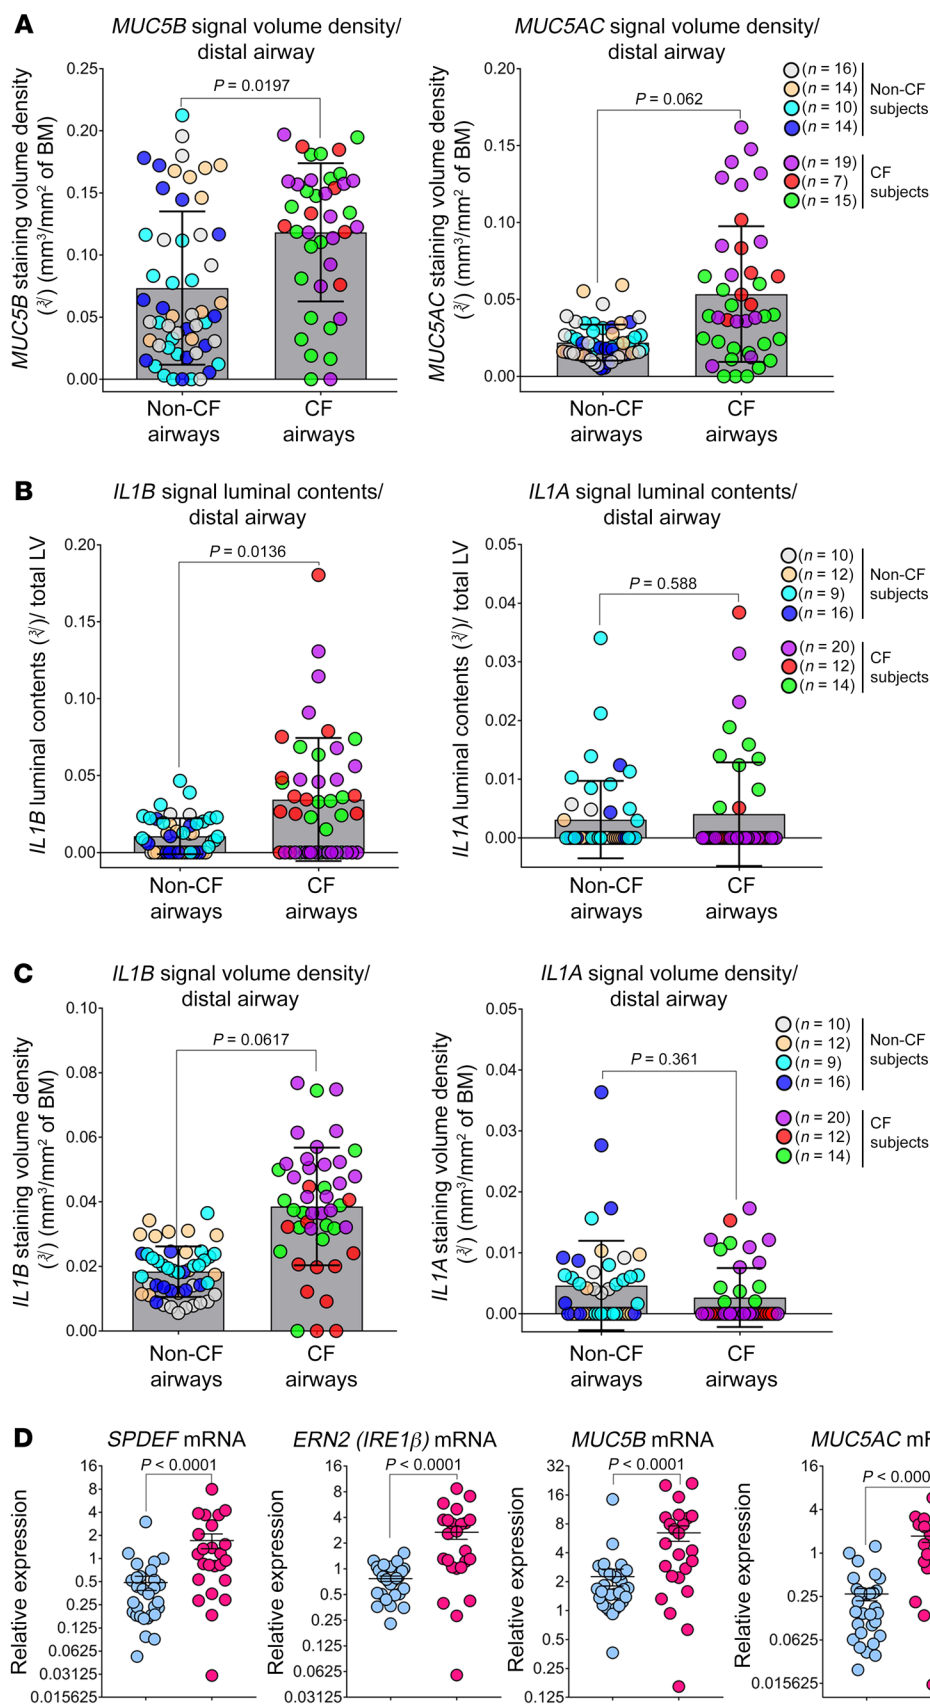 A
MUC5B signal volume density/
distal airway
MUC5B staining volume density
(∛) (mm³/mm² of BM)
0.25
0.20
0.15
0.10
0.05
0.00
P = 0.0197
Non-CF
airways
CF
airways
MUC5AC signal volume density/
distal airway
MUC5AC staining volume density
(∛) (mm³/mm² of BM)
0.20
0.15
0.10
0.05
0.00
P = 0.062
Non-CF
airways
CF
airways
(n = 16)
(n = 14)
(n = 10)
(n = 14)
Non-CF
subjects
(n = 19)
(n = 7)
(n = 15)
CF
subjects
B
IL1B signal luminal contents/
distal airway
IL1B luminal contents (∛)/ total LV
0.20
0.15
0.10
0.05
0.00
P = 0.0136
Non-CF
airways
CF
airways
IL1A signal luminal contents/
distal airway
IL1A luminal contents (∛)/ total LV
0.05
0.04
0.03
0.02
0.01
0.00
P = 0.588
Non-CF
airways
CF
airways
(n = 10)
(n = 12)
(n = 9)
(n = 16)
Non-CF
subjects
(n = 20)
(n = 12)
(n = 14)
CF
subjects
C
IL1B signal volume density/
distal airway
IL1B staining volume density
(∛) (mm³/mm² of BM)
0.10
0.08
0.06
0.04
0.02
0.00
P = 0.0617
Non-CF
airways
CF
airways
IL1A signal volume density/
distal airway
IL1A staining volume density
(∛) (mm³/mm² of BM)
0.05
0.04
0.03
0.02
0.01
0.00
P = 0.361
Non-CF
airways
CF
airways
(n = 10)
(n = 12)
(n = 9)
(n = 16)
Non-CF
subjects
(n = 20)
(n = 12)
(n = 14)
CF
subjects
D
SPDEF mRNA
Relative expression
16
8
4
2
1
0.5
0.25
0.125
0.0625
0.03125
0.015625
P < 0.0001
ERN2 (IRE1β) mRNA
Relative expression
16
8
4
2
1
0.5
0.25
0.125
0.0625
0.03125
P < 0.0001
MUC5B mRNA
Relative expression
32
16
8
4
2
1
0.5
0.25
0.125
P < 0.0001
MUC5AC
Relative expression
16
4
1
0.25
0.0625
0.015625
P < 0.000